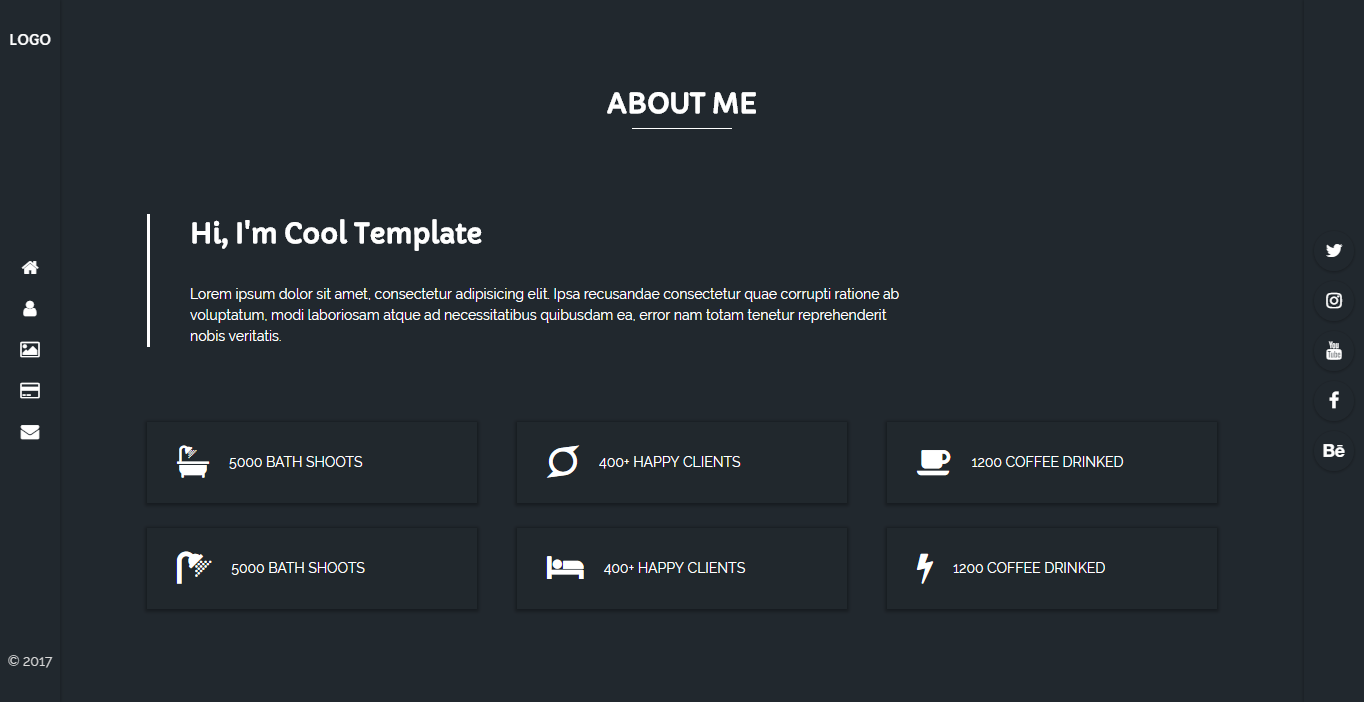 LOGO
ABOUT ME
Hi, I'm Cool Template
Lorem ipsum dolor sit amet, consectetur adipisicing elit. Ipsa recusandae consectetur quae corrupti ratione ab
voluptatum, modi laboriosam atque ad necessitatibus quibusdam ea, error nam totam tenetur reprehenderit
nobis veritatis.
5000 BATH SHOOTS
400+ HAPPY CLIENTS
1200 COFFEE DRINKED
5000 BATH SHOOTS
400+ HAPPY CLIENTS
1200 COFFEE DRINKED
You
Tube
Bē
© 2017